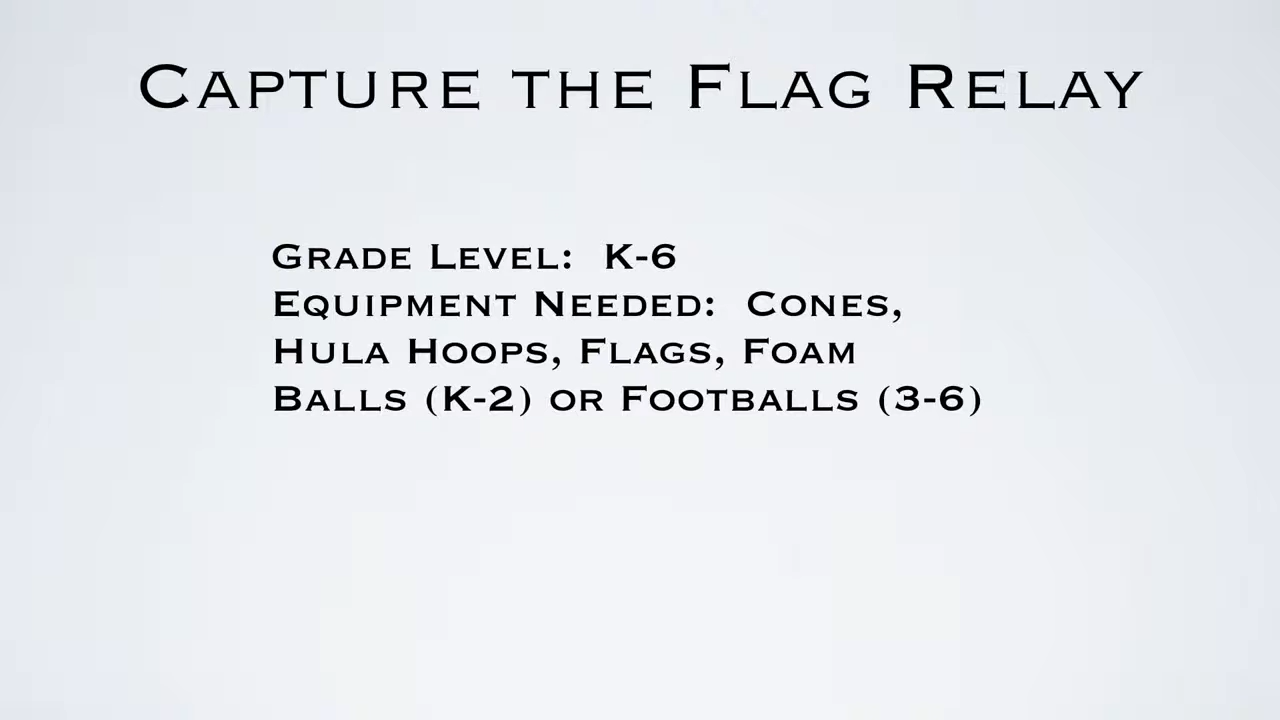 Capture the Flag Relay
Grade Level: K-6
Equipment Needed: Cones,
Hula Hoops, Flags, Foam
Balls (K-2) or Footballs (3-6)